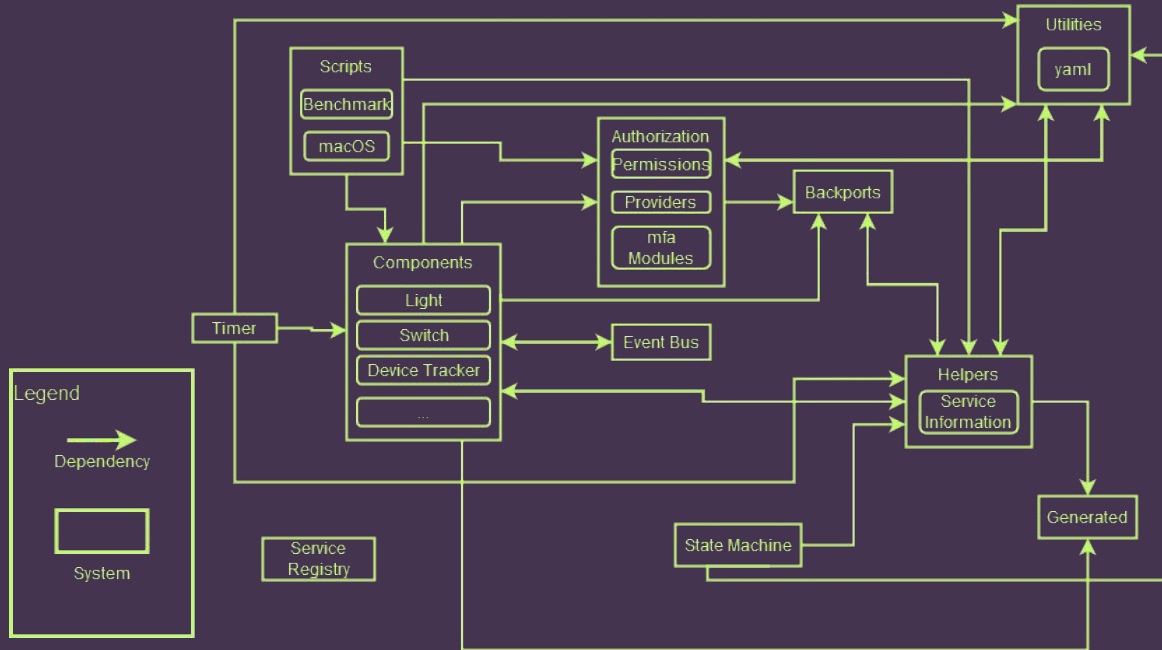 Utilities
yaml
Scripts
Benchmark
macOS
Authorization
Permissions
Providers
mfa
Modules
Backports
Components
Light
Switch
Device Tracker
...
Timer
Event Bus
Helpers
Service
Information
Legend
Dependency
System
Generated
State Machine
Service
Registry